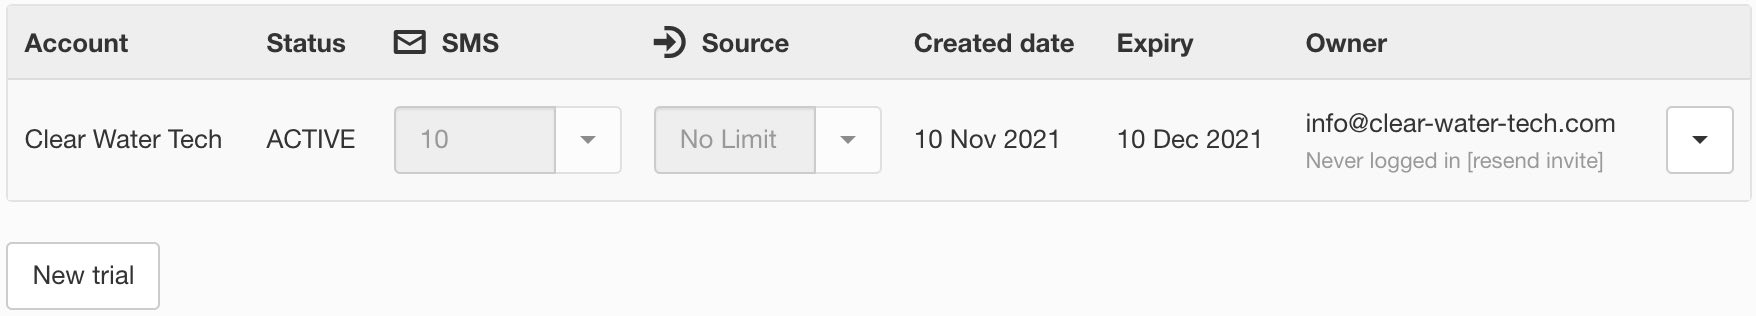 Account Status SMS Source Created date Expiry Owner
Clear Water Tech ACTIVE 10 No Limit 10 Nov 2021 10 Dec 2021 info@clear-water-tech.com
Never logged in [resend invite]
New trial